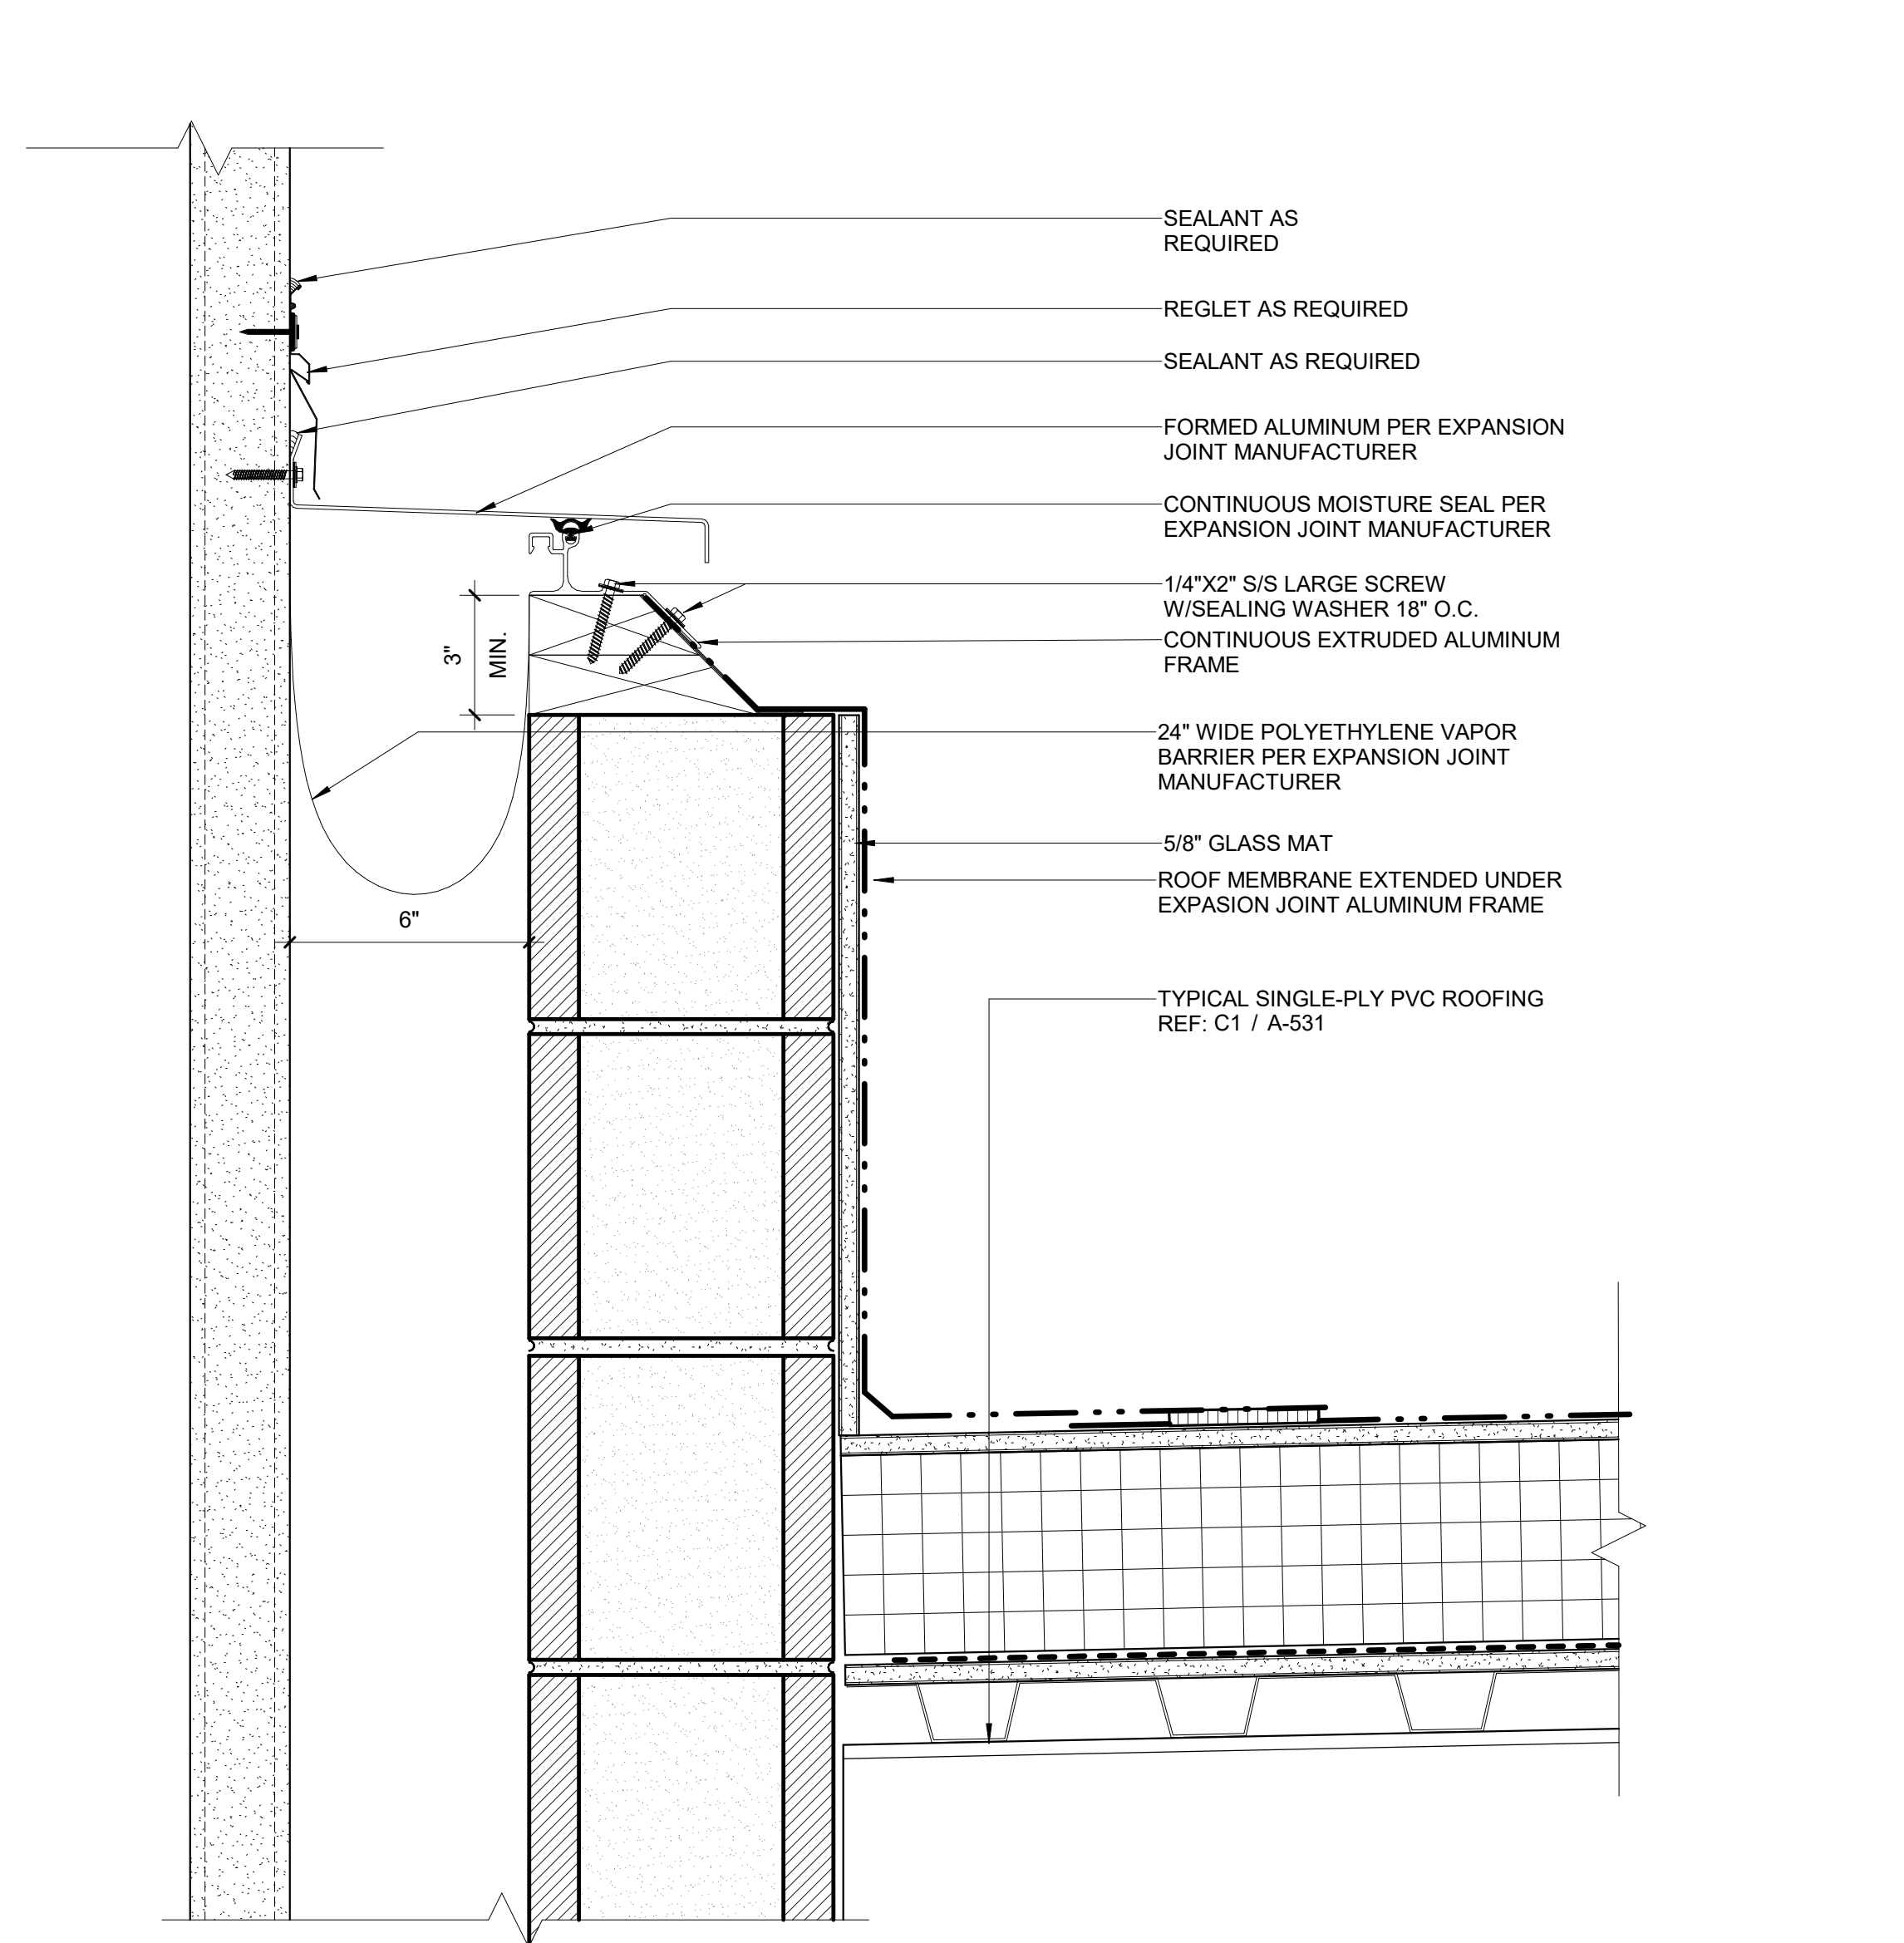 SEALANT AS
REQUIRED
REGLET AS REQUIRED
SEALANT AS REQUIRED
FORMED ALUMINUM PER EXPANSION
JOINT MANUFACTURER
CONTINUOUS MOISTURE SEAL PER
EXPANSION JOINT MANUFACTURER
1/4"X2" S/S LARGE SCREW
W/SEALING WASHER 18" O.C.
CONTINUOUS EXTRUDED ALUMINUM
FRAME
3"
MIN.
24" WIDE POLYETHYLENE VAPOR
BARRIER PER EXPANSION JOINT
MANUFACTURER
5/8" GLASS MAT
ROOF MEMBRANE EXTENDED UNDER
EXPASION JOINT ALUMINUM FRAME
6"
TYPICAL SINGLE-PLY PVC ROOFING
REF: C1 / A-531